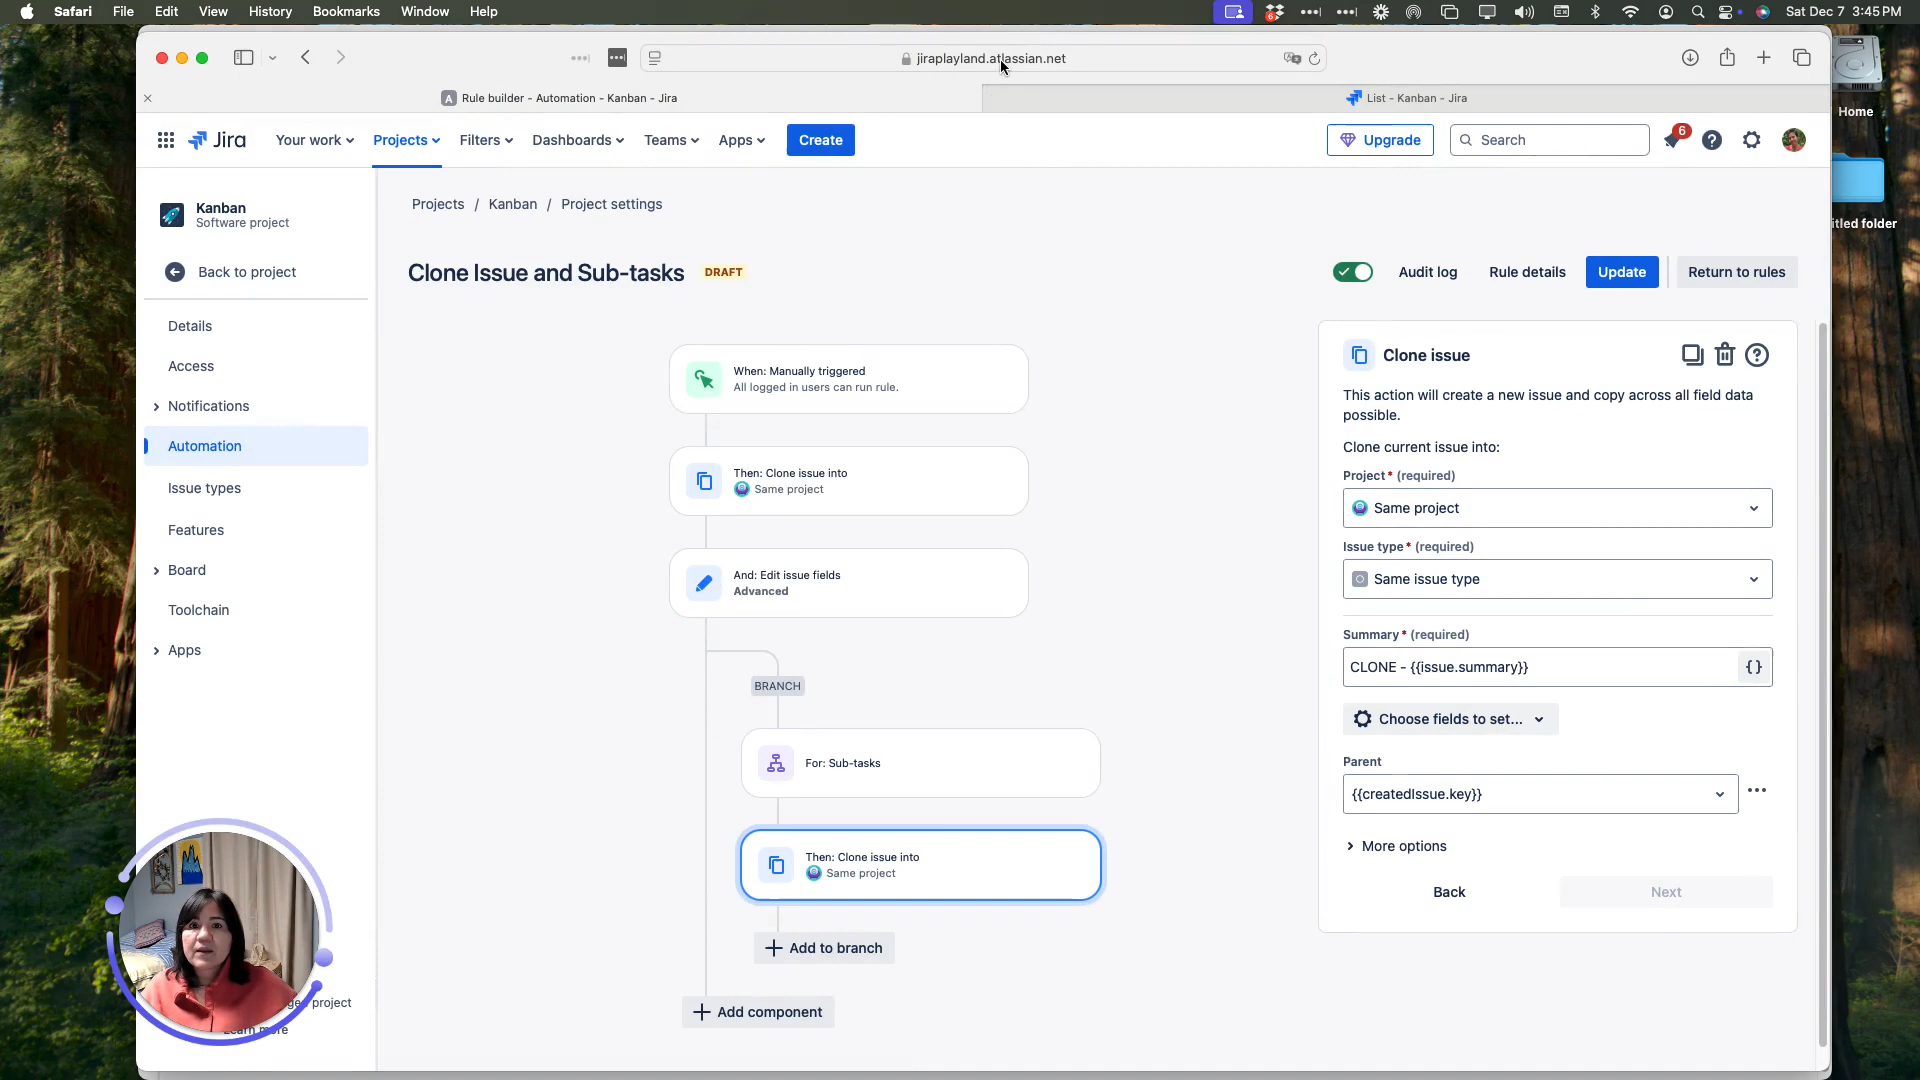 Safari File Edit View History Bookmarks Window Help
6
Sat Dec 7 3:45 PM
jiraplayland.atlassian.net
Rule builder - Automation - Kanban - Jira
List - Kanban - Jira
Home
Jira
Your work
Projects
Filters
Dashboards
Teams
Apps
Create
Upgrade
Search
6
Kanban
Software project
Back to project
Details
Access
Notifications
Automation
Issue types
Features
Board
Toolchain
Apps
project
Learn more
Projects / Kanban / Project settings
Clone Issue and Sub-tasks DRAFT
Audit log
Rule details
Update
Return to rules
When: Manually triggered
All logged in users can run rule.
Then: Clone issue into
Same project
And: Edit issue fields
Advanced
BRANCH
For: Sub-tasks
Then: Clone issue into
Same project
Add to branch
Add component
Clone issue
This action will create a new issue and copy across all field data
possible.
Clone current issue into:
Project* (required)
Same project
Issue type* (required)
Same issue type
Summary* (required)
CLONE - {{issue.summary}}
{}
Choose fields to set...
Parent
{{createdIssue.key}}
More options
Back
Next
folder